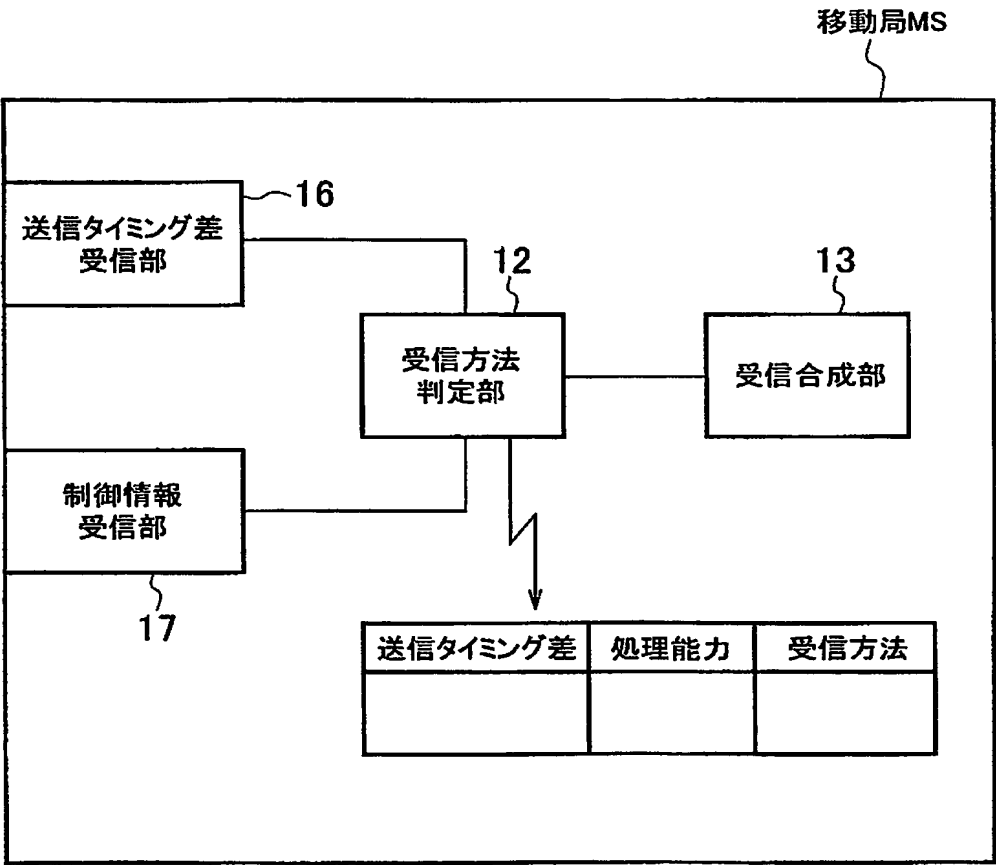 移動局MS
16
送信タイミング差
受信部
12
13
受信方法
判定部
受信合成部
制御情報
受信部
17
送信タイミング差 処理能力 受信方法